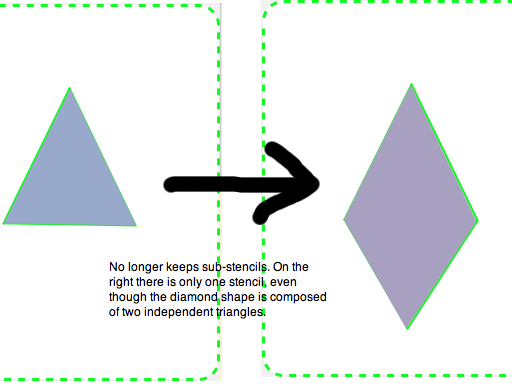 No longer keeps sub-stencils. On the
right there is only one stencil, even
though the diamond shape is composed
of two independent triangles.